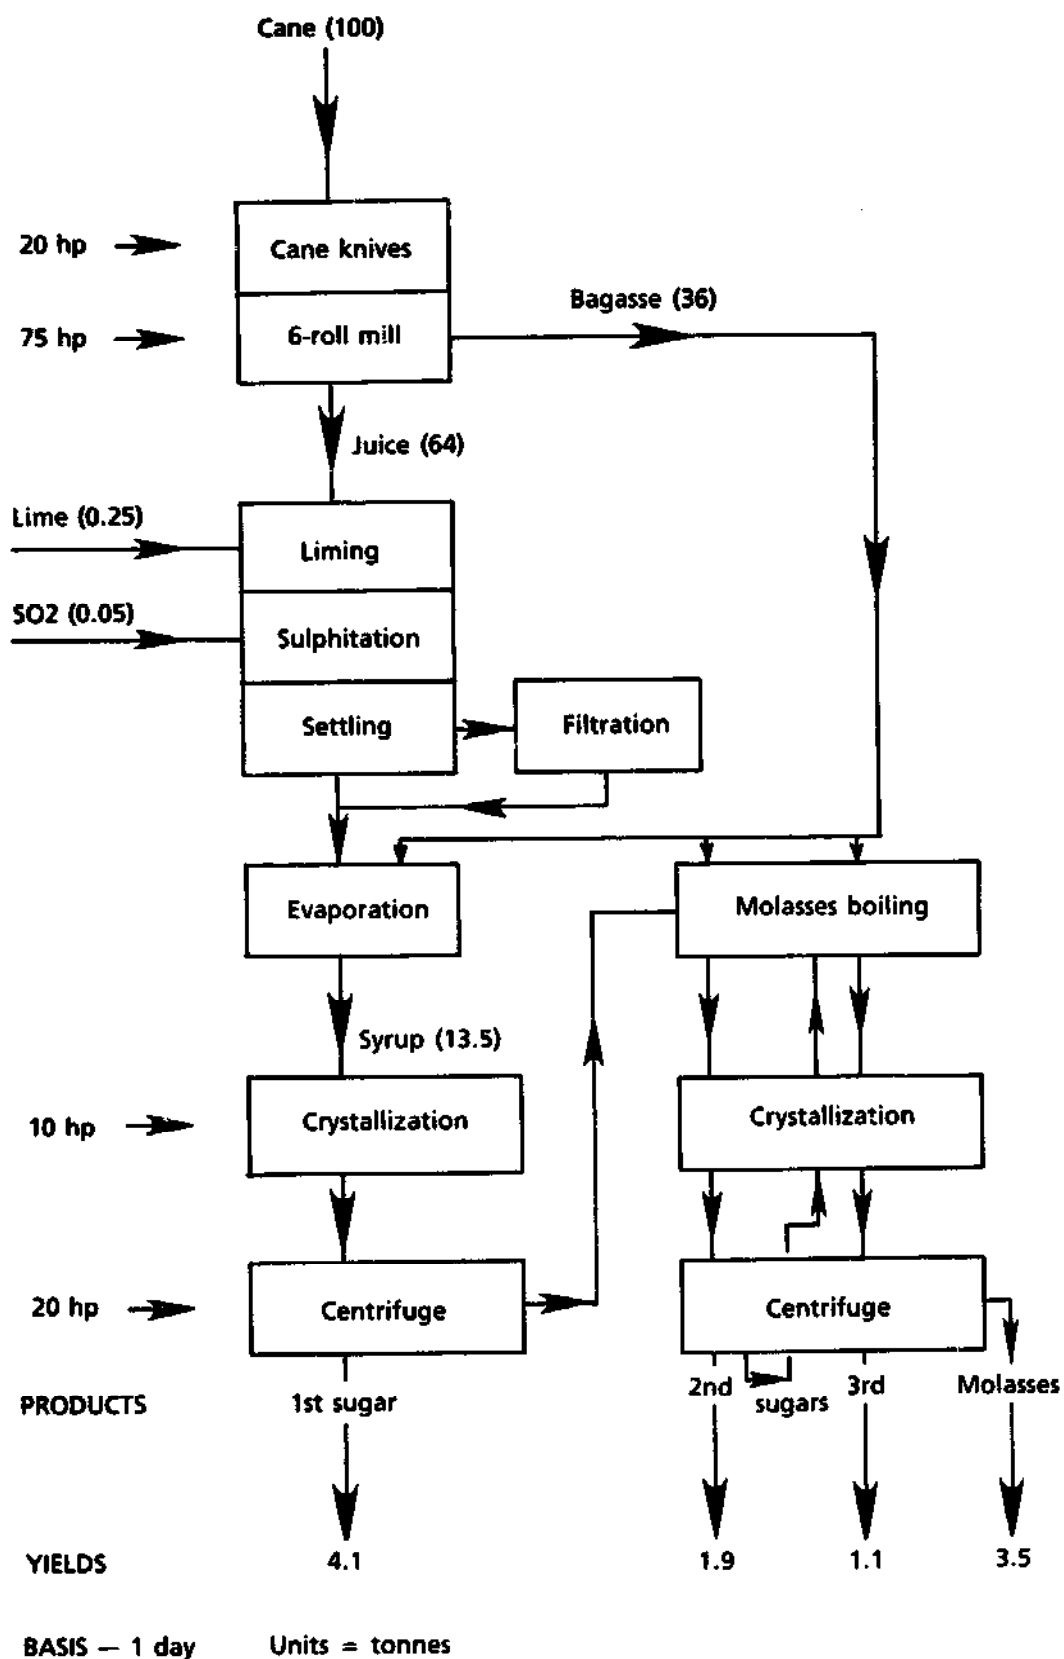 Cane (100)
20 hp
Cane knives
Bagasse (36)
75 hp
6-roll mill
Juice (64)
Lime (0.25)
Liming
SO2 (0.05)
Sulphitation
Settling
Filtration
Evaporation
Molasses boiling
Syrup (13.5)
10 hp
Crystallization
Crystallization
20 hp
Centrifuge
Centrifuge
PRODUCTS
1st sugar
2nd
sugars
3rd
Molasses
YIELDS
4.1
1.9
1.1
3.5
BASIS — 1 day
Units = tonnes